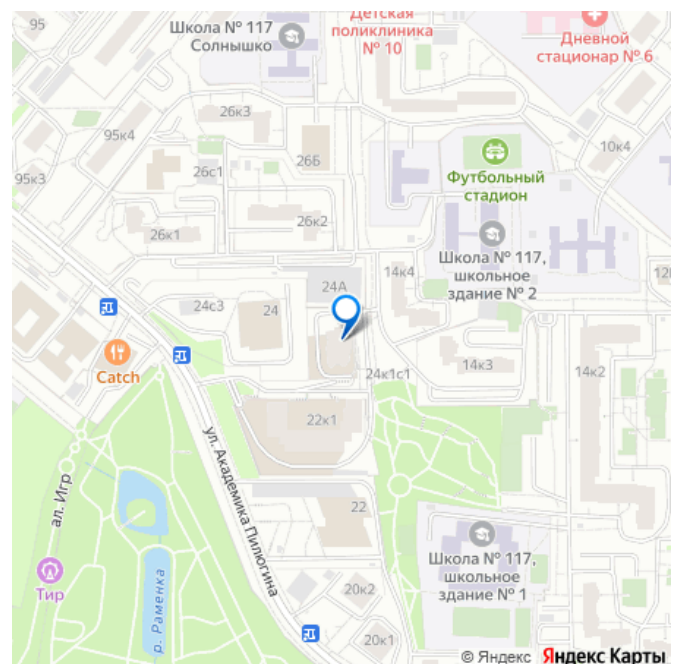 95
Школа № 117
Солнышко
Детская
поликлиника
№ 10
Дневной
стационар № 6
26к3
95к4
26Б
10к4
95к3
26с1
Футбольный
стадион
26к2
26к1
Школа № 117,
школьное
здание № 2
24А
14к4
24с3
24
Catch
24к1с1
14к3
14к2
22к1
ул. Академика Пилюгина
ал. Игр
22
Школа № 117,
школьное
здание № 1
Тир
р. Раменка
20к2
20к1
© Яндекс Яндекс Карты